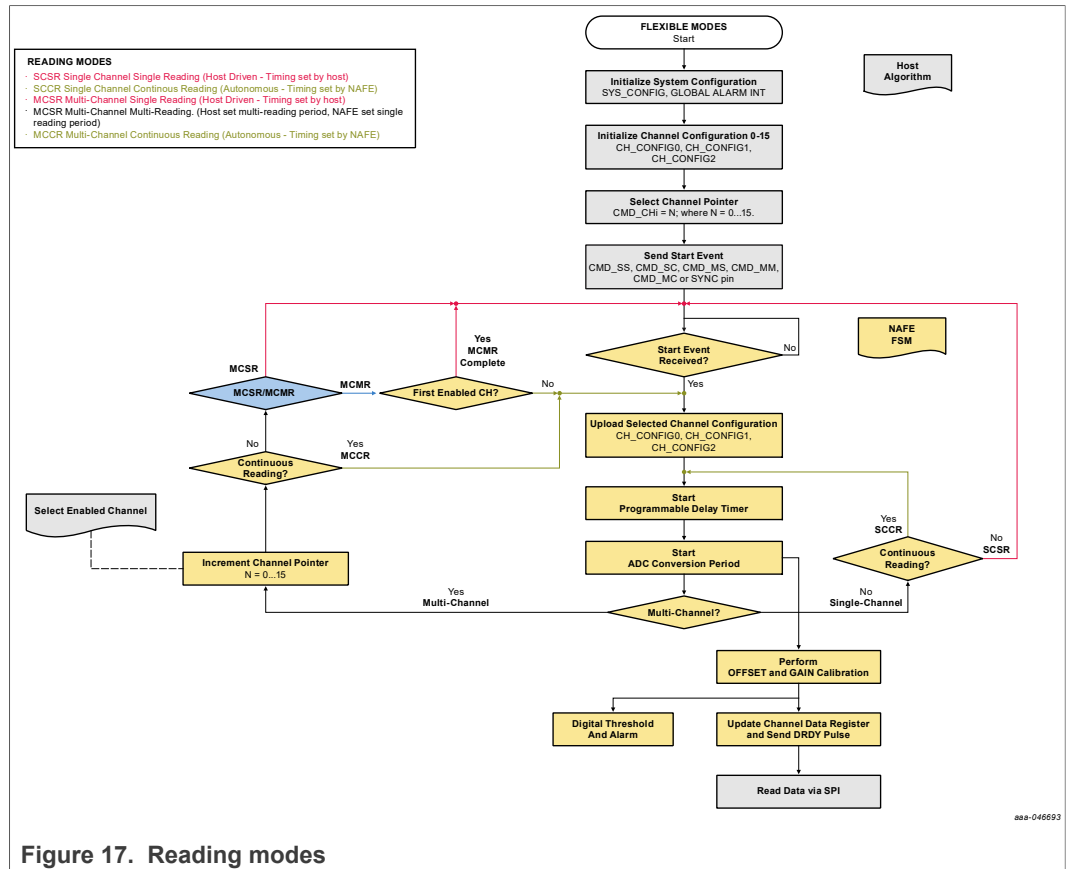 FLEXIBLE MODES
Start
READING MODES
· SCSR Single Channel Single Reading (Host Driven - Timing set by host)
· SCCR Single Channel Continous Reading (Autonomous - Timing set by NAFE)
· MCSR Multi-Channel Single Reading (Host Driven - Timing set by host)
· MCSR Multi-Channel Multi-Reading. (Host set multi-reading period, NAFE set single
reading period)
· MCCR Multi-Channel Continuous Reading (Autonomous - Timing set by NAFE)
Host
Algorithm
Initialize System Configuration
SYS_CONFIG, GLOBAL ALARM INT
Initialize Channel Configuration 0-15
CH_CONFIG0, CH_CONFIG1,
CH_CONFIG2
Select Channel Pointer
CMD_CHi = N; where N = 0...15.
Send Start Event
CMD_SS, CMD_SC, CMD_MS, CMD_MM,
CMD_MC or SYNC pin
NAFE
FSM
Start Event
Received?
No
Yes
Yes
MCMR
Complete
MCSR
MCSR/MCMR
MCMR
First Enabled CH?
No
Upload Selected Channel Configuration
CH_CONFIG0, CH_CONFIG1,
CH_CONFIG2
No
Continuous
Reading?
Yes
MCCR
Start
Programmable Delay Timer
Select Enabled Channel
Increment Channel Pointer
N = 0...15
Start
ADC Conversion Period
Yes
SCCR
Continuous
Reading?
No
SCSR
Yes
Multi-Channel
Multi-Channel?
No
Single-Channel
Perform
OFFSET and GAIN Calibration
Digital Threshold
And Alarm
Update Channel Data Register
and Send DRDY Pulse
Read Data via SPI
aaa-046693
Figure 17. Reading modes